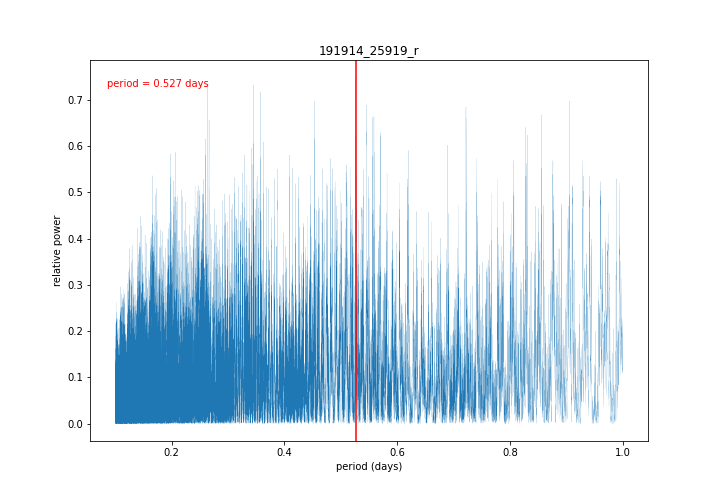 191914_25919_r
period = 0.527 days
relative power
0.7
0.6
0.5
0.4
0.3
0.2
0.1
0.0
0.2 0.4 0.6 0.8 1.0
period (days)